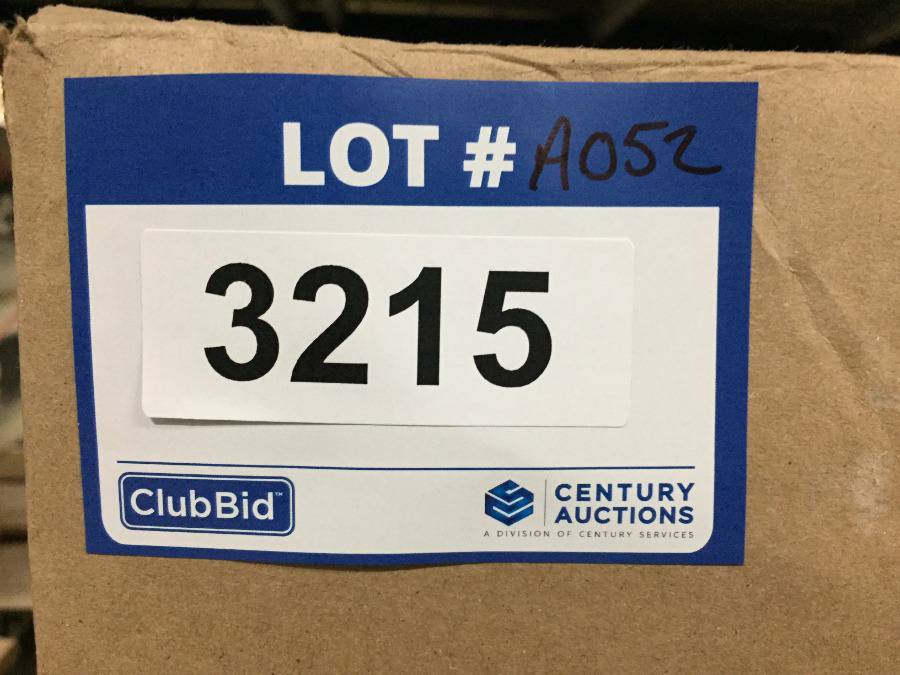 LOT # A052
3215
ClubBid™
CENTURY
AUCTIONS
A DIVISION OF CENTURY SERVICES